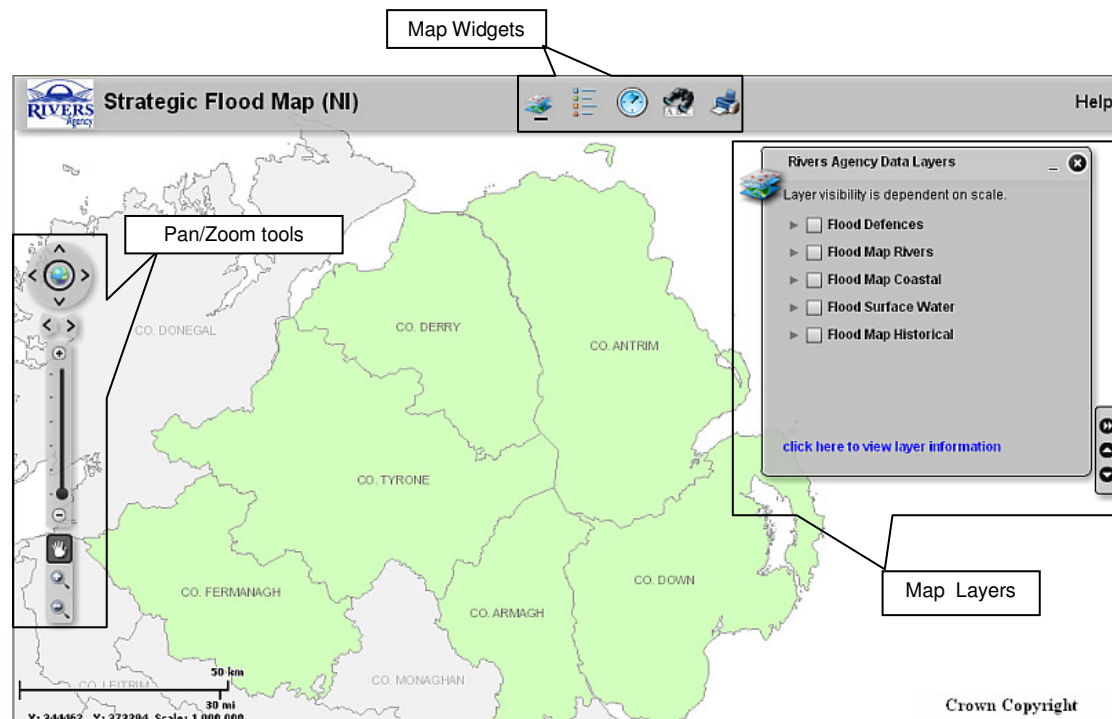 Map Widgets
RIVERS
Agency
Strategic Flood Map (NI)
Help
Rivers Agency Data Layers
Layer visibility is dependent on scale.
Flood Defences
Flood Map Rivers
Flood Map Coastal
Flood Surface Water
Flood Map Historical
click here to view layer information
Pan/Zoom tools
CO. DONEGAL
CO. DERRY
CO. ANTRIM
CO. TYRONE
CO. FERMANAGH
CO. ARMAGH
CO. DOWN
Map Layers
CO. LEITRIM
CO. MONAGHAN
50 km
30 mi
Crown Copyright